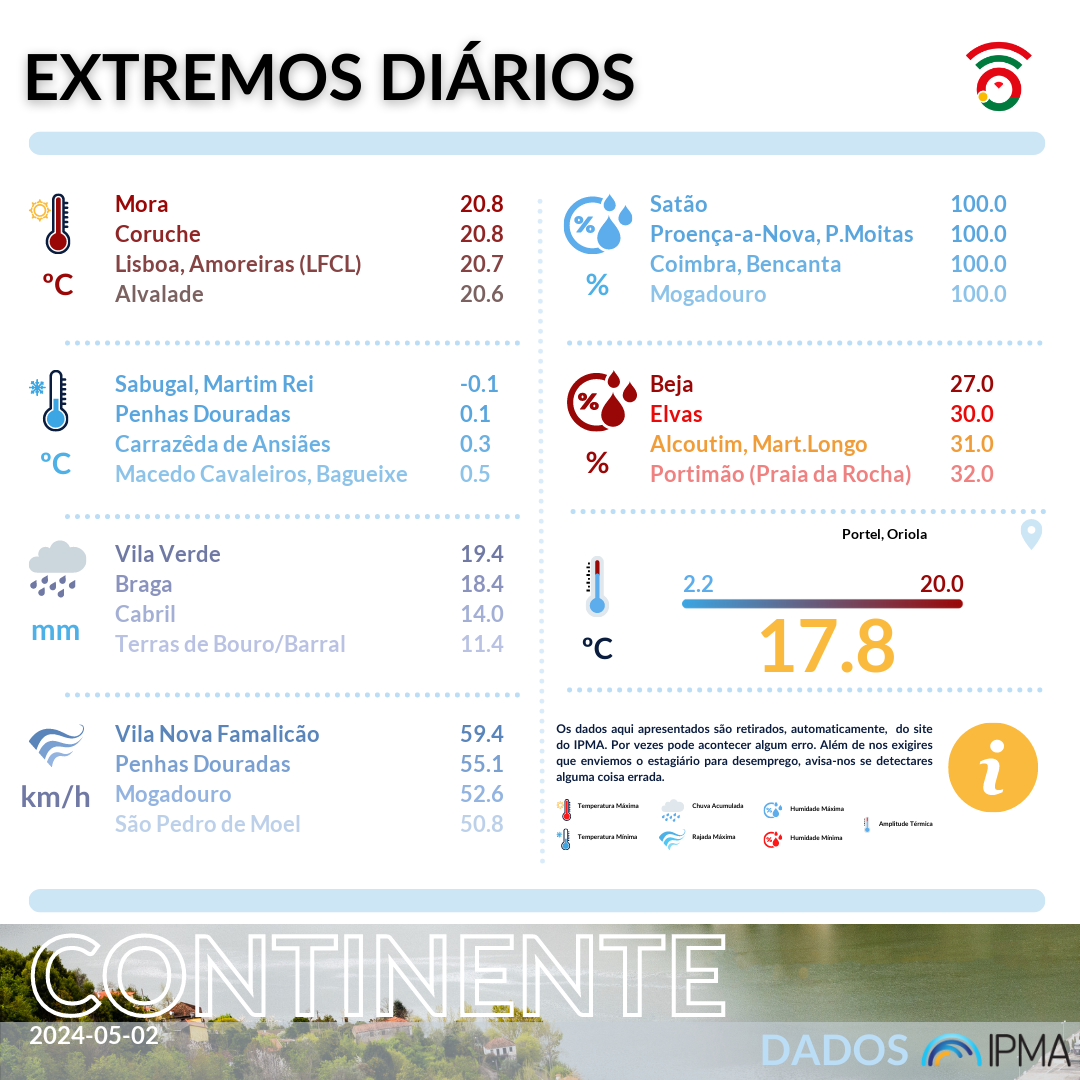 EXTREMOS DIÁRIOS
ºC
Mora 20.8
Coruche 20.8
Lisboa, Amoreiras (LFCL) 20.7
Alvalade 20.6
ºC
Sabugal, Martim Rei -0.1
Penhas Douradas 0.1
Carrazêda de Ansiães 0.3
Macedo Cavaleiros, Bagueixe 0.5
mm
Vila Verde 19.4
Braga 18.4
Cabril 14.0
Terras de Bouro/Barral 11.4
km/h
Vila Nova Famalicão 59.4
Penhas Douradas 55.1
Mogadouro 52.6
São Pedro de Moel 50.8
%
%
Satão 100.0
Proença-a-Nova, P.Moitas 100.0
Coimbra, Bencanta 100.0
Mogadouro 100.0
%
%
Beja 27.0
Elvas 30.0
Alcoutim, Mart.Longo 31.0
Portimão (Praia da Rocha) 32.0
Portel, Oriola
2.2 20.0
17.8
ºC
Os dados aqui apresentados são retirados, automaticamente, do site
do IPMA. Por vezes pode acontecer algum erro. Além de nos exigires
que enviemos o estagiário para desemprego, avisa-nos se detectares
alguma coisa errada.
i
Temperatura Máxima
Chuva Acumulada
Humidade Máxima
Amplitude Térmica
Temperatura Mínima
Rajada Máxima
Humidade Mínima
CONTINENTE
2024-05-02
DADOS IPMA